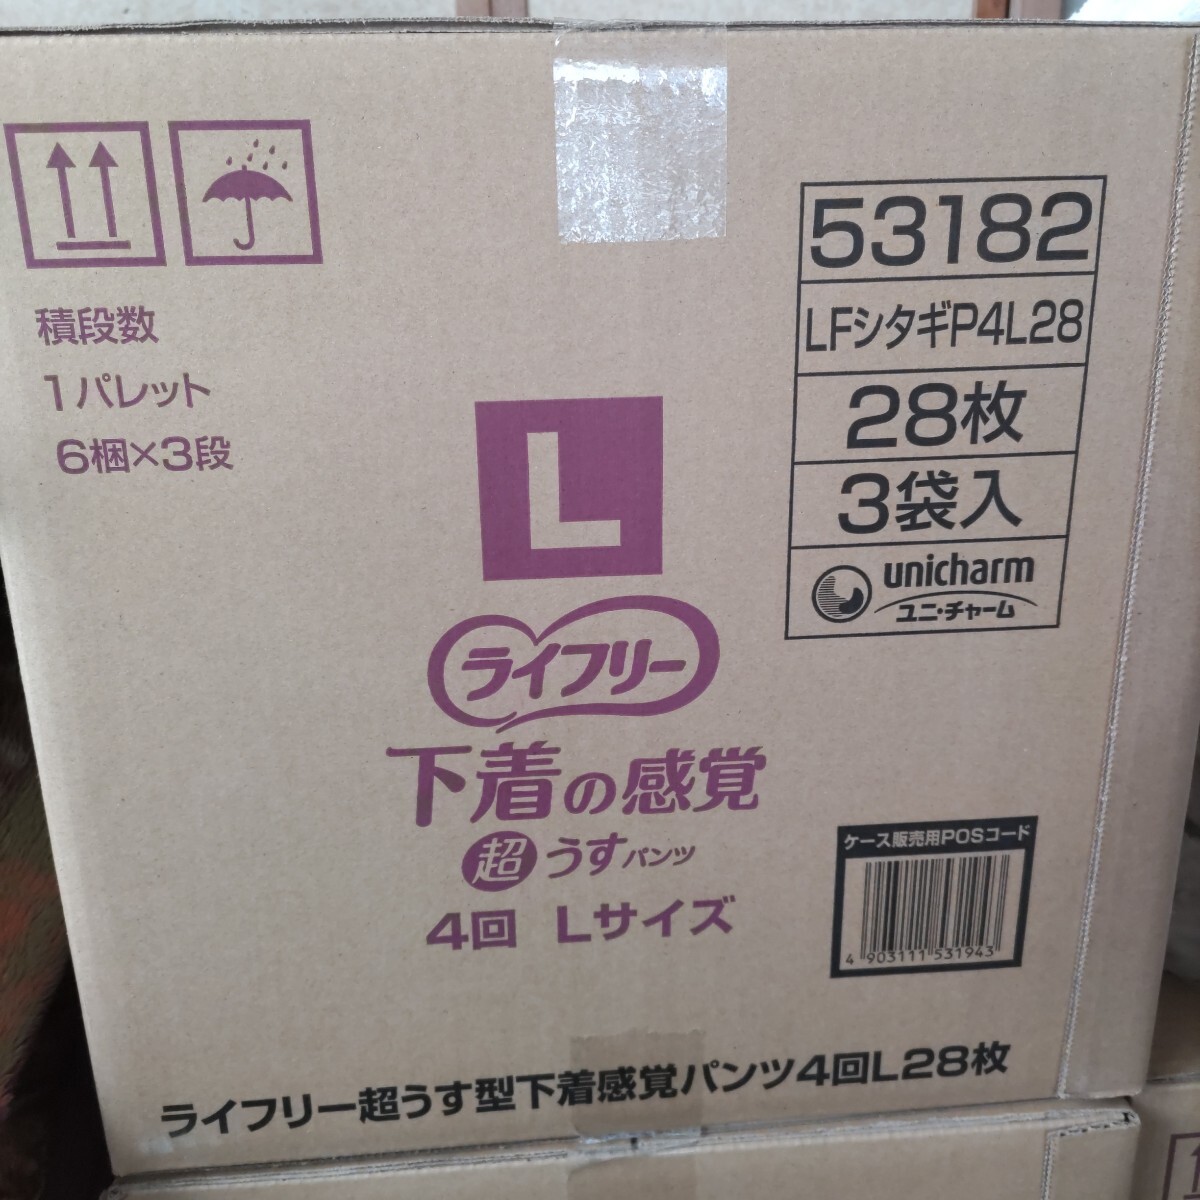 積段数
1パレット
6梱×3段
53182
LFシタギP4L28
28枚
3袋入
unicharm
ユニ・チャーム
L
ライフリー
下着の感覚
超うすパンツ
4回 Lサイズ
ケース販売用POSコード
4 903111 531943
ライフリー超うす型下着感覚パンツ4回L28枚